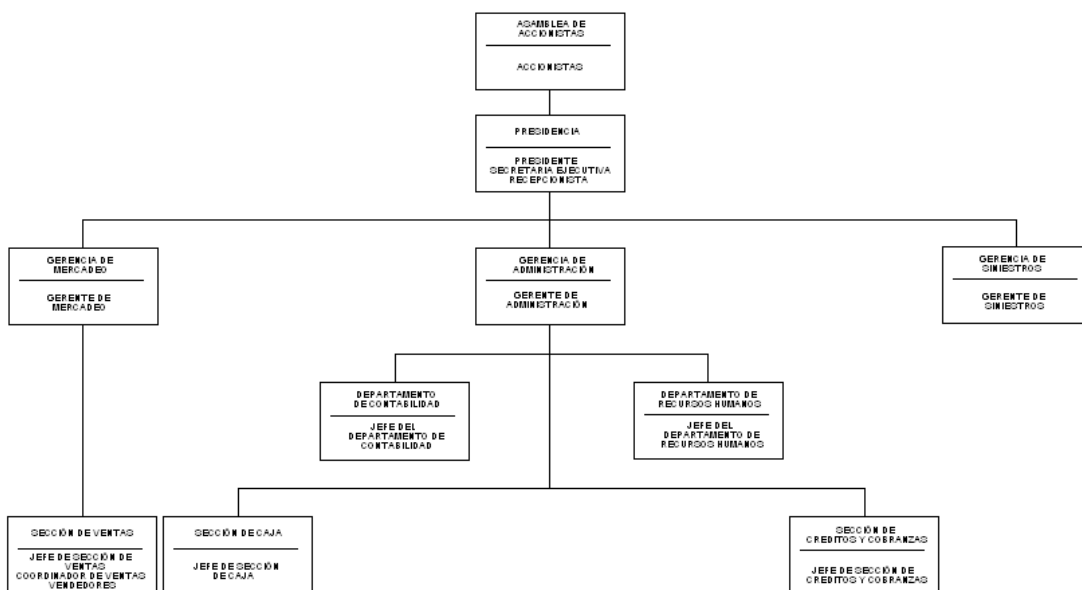 ASAMBLEA DE
ACCIONISTAS
ACCIONISTAS
PRESIDENCIA
PRESIDENTE
SECRETARIA EJECUTIVA
RECEPCIONISTA
GERENCIA DE
MERCADEO
GERENTE DE
MERCADEO
GERENCIA DE
ADMINISTRACIÓN
GERENTE DE
ADMINISTRACIÓN
GERENCIA DE
SINIESTROS
GERENTE DE
SINIESTROS
DEPARTAMENTO
DE CONTABILIDAD
JEFE DEL
DEPARTAMENTO DE
CONTABILIDAD
DEPARTAMENTO DE
RECURSOS HUMANOS
JEFE DEL
DEPARTAMENTO DE
RECURSOS HUMANOS
SECCIÓN DE VENTAS
JEFE DE SECCIÓN DE
VENTAS
COORDINADOR DE VENTAS
VENDEDORES
SECCIÓN DE CAJA
JEFE DE SECCIÓN
DE CAJA
SECCIÓN DE
CREDITOS Y COBRANZAS
JEFE DE SECCIÓN DE
CREDITOS Y COBRANZAS